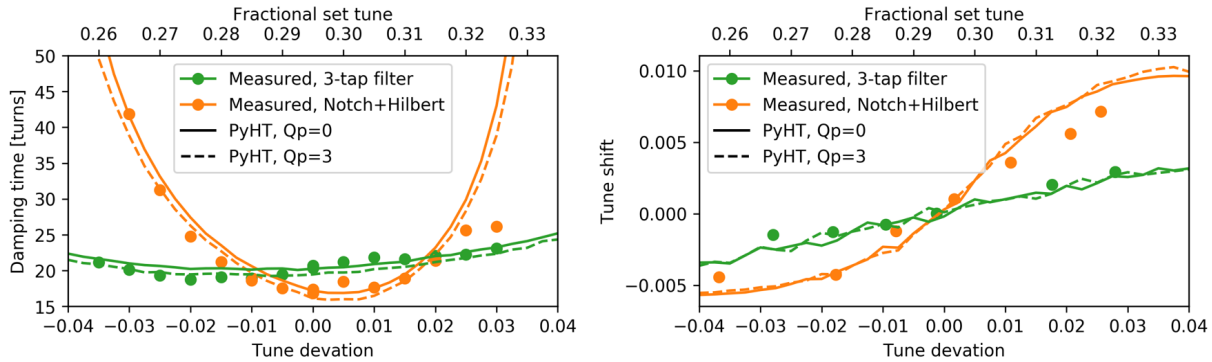 Fractional set tune
0.26 0.27 0.28 0.29 0.30 0.31 0.32 0.33
50
45
40
35
30
25
20
15
Damping time [turns]
Measured, 3-tap filter
Measured, Notch+Hilbert
PyHT, Qp=0
PyHT, Qp=3
−0.04 −0.03 −0.02 −0.01 0.00 0.01 0.02 0.03 0.04
Tune devation
Fractional set tune
0.26 0.27 0.28 0.29 0.30 0.31 0.32 0.33
0.010
0.005
0.000
−0.005
Tune shift
Measured, 3-tap filter
Measured, Notch+Hilbert
PyHT, Qp=0
PyHT, Qp=3
−0.04 −0.03 −0.02 −0.01 0.00 0.01 0.02 0.03 0.04
Tune devation